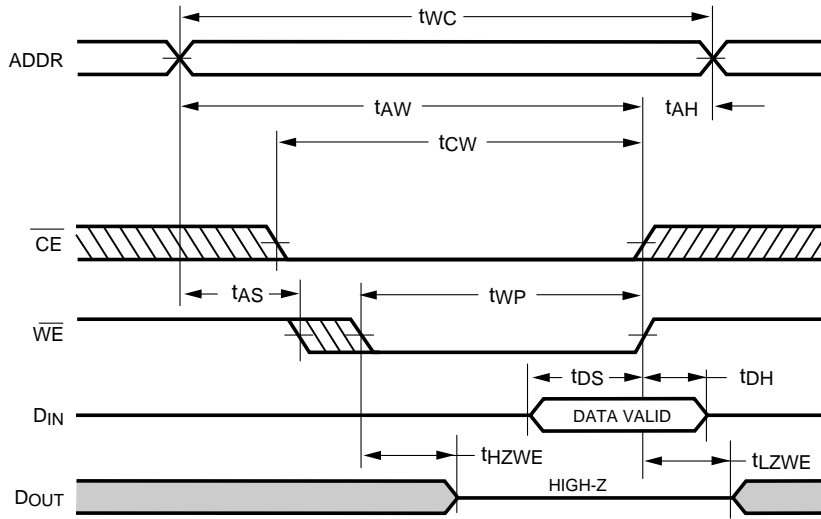 tWC
ADDR
tAW
tAH
tCW
CE
tAS
tWP
WE
tDS
tDH
DIN
DATA VALID
tHZWE
tLZWE
DOUT
HIGH-Z